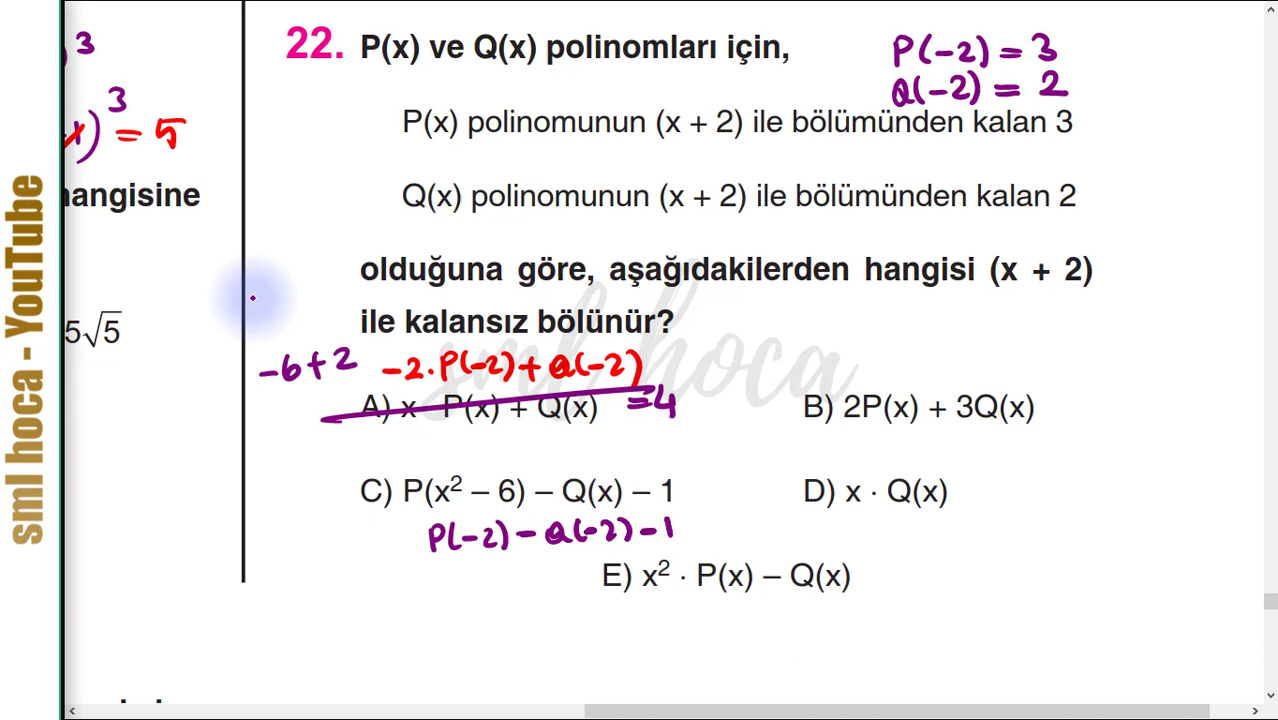 sml hoca - YouTube
) 3
) 3 = 5
hangisine
5√5
22. P(x) ve Q(x) polinomları için,
P(-2) = 3
Q(-2) = 2
P(x) polinomunun (x + 2) ile bölümünden kalan 3
Q(x) polinomunun (x + 2) ile bölümünden kalan 2
olduğuna göre, aşağıdakilerden hangisi (x + 2)
ile kalansız bölünür?
sml hoca
-6+2 -2.P(-2)+Q(-2)
A) x · P(x) + Q(x) =4 B) 2P(x) + 3Q(x)
C) P(x² – 6) – Q(x) – 1 D) x · Q(x)
P(-2) - Q(-2) - 1
E) x² · P(x) – Q(x)